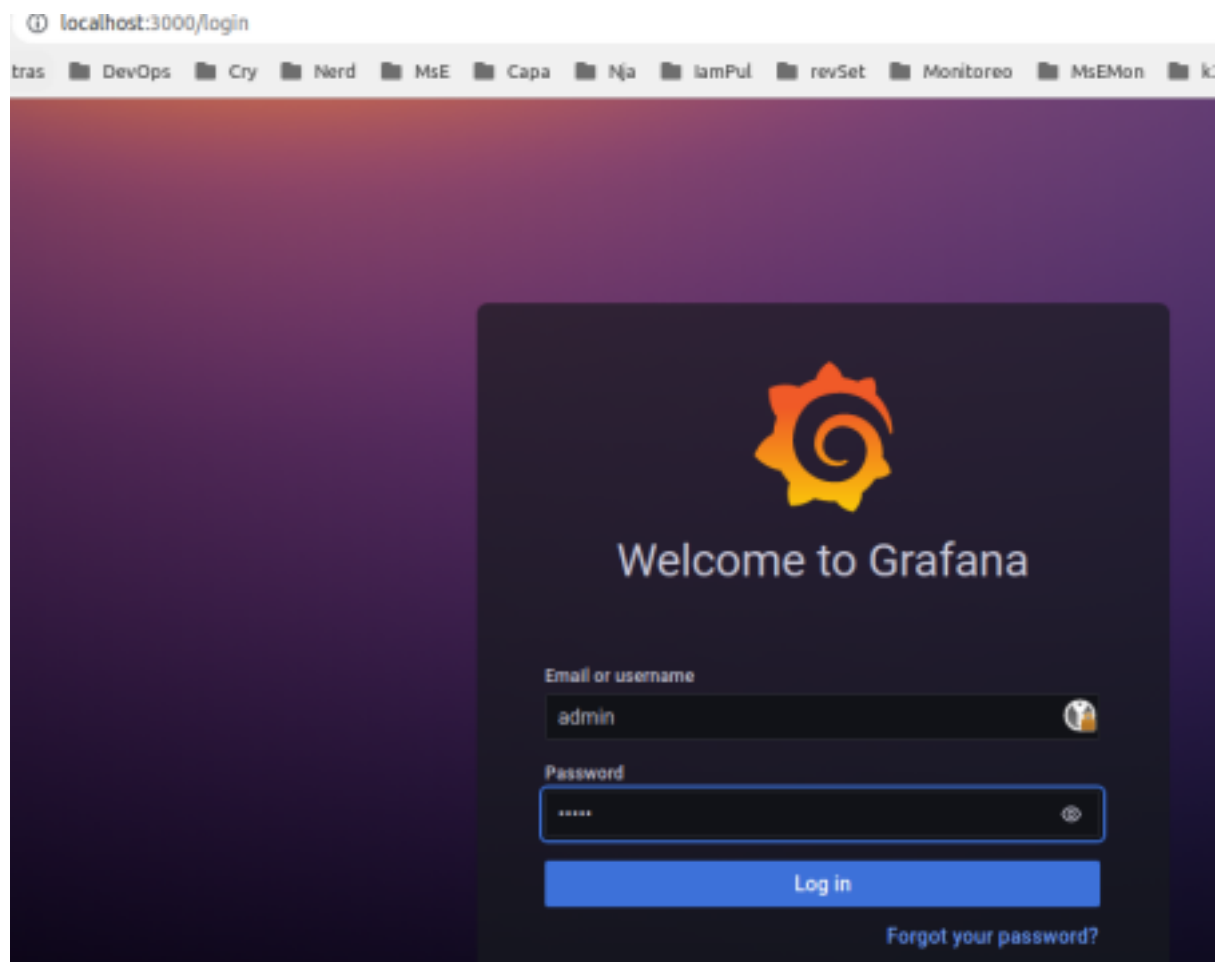 localhost:3000/login
tras DevOps Cry Nerd MsE Capa Nja IamPul revSet Monitoreo MsEMon
Welcome to Grafana
Email or username
admin
Password
•••••
Log in
Forgot your password?